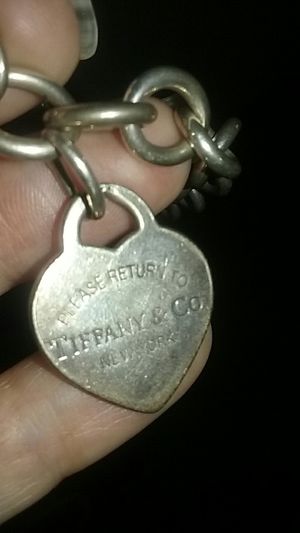 PLEASE RETURN TO
TIFFANY & Co.
NEW YORK